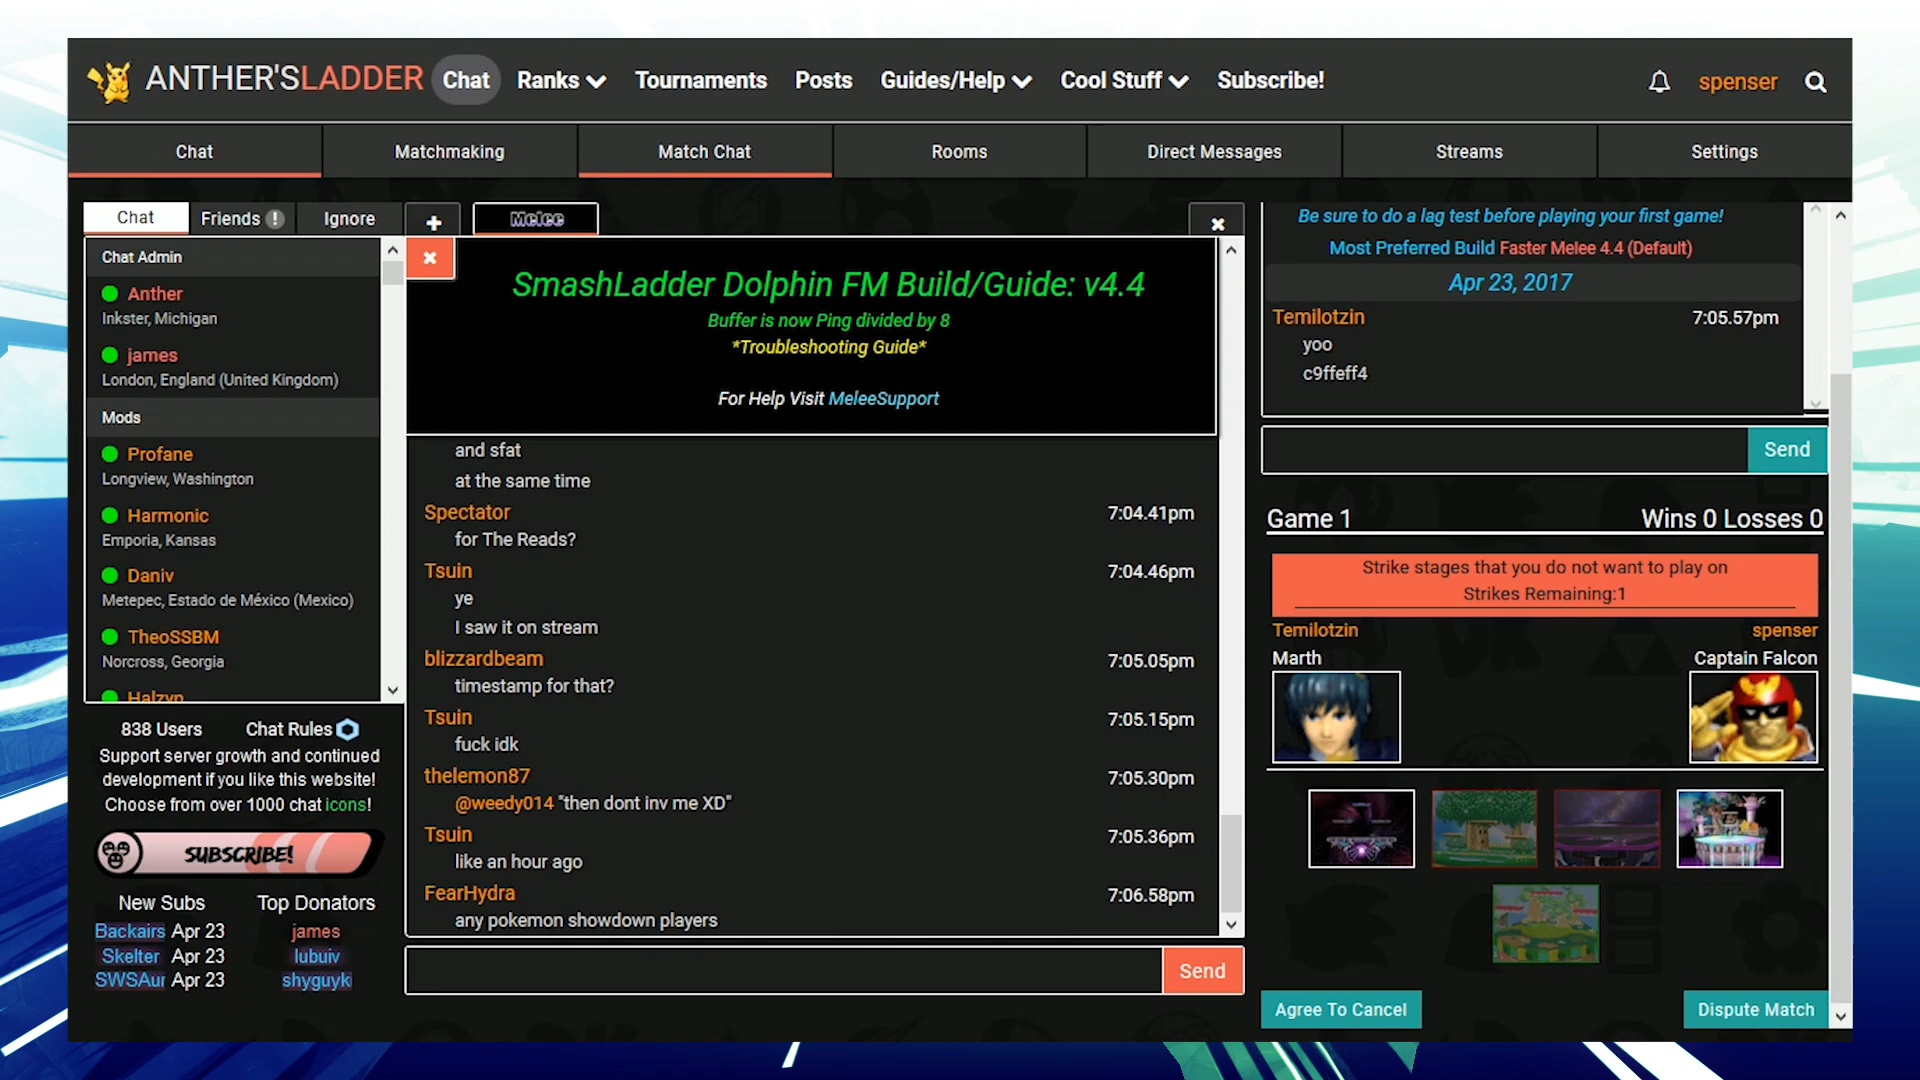 ANTHER'SLADDER Chat Ranks Tournaments Posts Guides/Help Cool Stuff Subscribe! spenser
Chat Matchmaking Match Chat Rooms Direct Messages Streams Settings
Chat Friends ! Ignore
Chat Admin
Anther
Inkster, Michigan
james
London, England (United Kingdom)
Mods
Profane
Longview, Washington
Harmonic
Emporia, Kansas
Daniv
Metepec, Estado de México (Mexico)
TheoSSBM
Norcross, Georgia
Halzyn
838 Users Chat Rules
Support server growth and continued
development if you like this website!
Choose from over 1000 chat icons!
SUBSCRIBE!
New Subs Top Donators
Backairs Apr 23 james
Skelter Apr 23 lubuiv
SWSAur Apr 23 shyguyk
+ Melee
SmashLadder Dolphin FM Build/Guide: v4.4
Buffer is now Ping divided by 8
*Troubleshooting Guide*
For Help Visit MeleeSupport
and sfat
at the same time
Spectator 7:04.41pm
for The Reads?
Tsuin 7:04.46pm
ye
I saw it on stream
blizzardbeam 7:05.05pm
timestamp for that?
Tsuin 7:05.15pm
fuck idk
thelemon87 7:05.30pm
@weedy014 "then dont inv me XD"
Tsuin 7:05.36pm
like an hour ago
FearHydra 7:06.58pm
any pokemon showdown players
Send
Be sure to do a lag test before playing your first game!
Most Preferred Build Faster Melee 4.4 (Default)
Apr 23, 2017
Temilotzin 7:05.57pm
yoo
c9ffeff4
Send
Game 1 Wins 0 Losses 0
Strike stages that you do not want to play on
Strikes Remaining:1
Temilotzin spenser
Marth Captain Falcon
Agree To Cancel Dispute Match